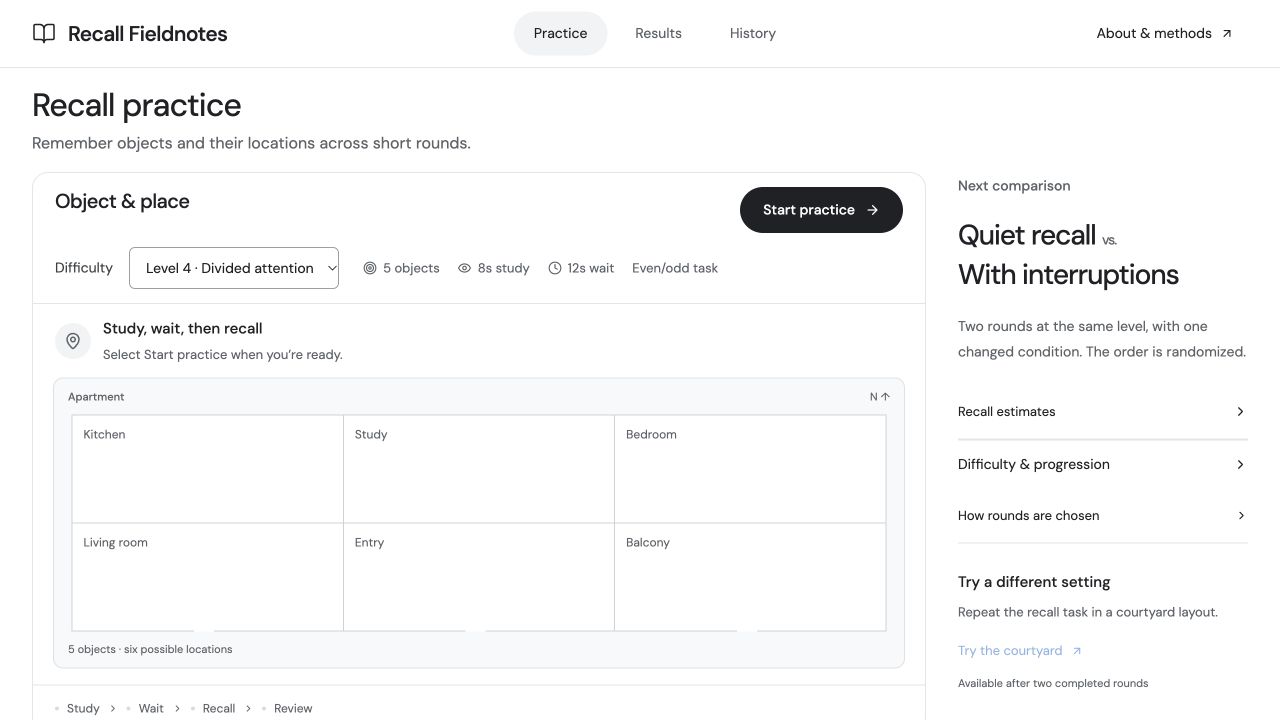 Recall Fieldnotes
Practice
Results
History
About & methods
Recall practice
Remember objects and their locations across short rounds.
Object & place
Start practice
Difficulty
Level 4 · Divided attention
5 objects
8s study
12s wait
Even/odd task
Study, wait, then recall
Select Start practice when you’re ready.
Apartment
N ↑
Kitchen
Study
Bedroom
Living room
Entry
Balcony
5 objects · six possible locations
Study
Wait
Recall
Review
Next comparison
Quiet recall vs.
With interruptions
Two rounds at the same level, with one
changed condition. The order is randomized.
Recall estimates
Difficulty & progression
How rounds are chosen
Try a different setting
Repeat the recall task in a courtyard layout.
Try the courtyard
Available after two completed rounds